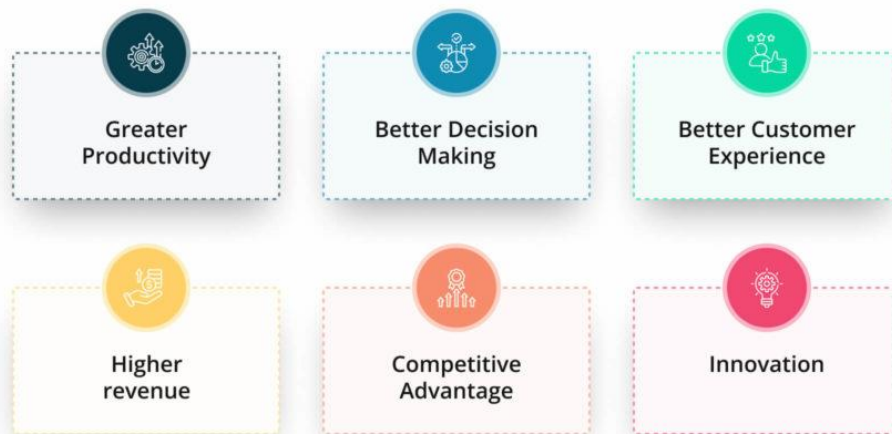 Greater
Productivity
Better Decision
Making
Better Customer
Experience
Higher
revenue
Competitive
Advantage
Innovation